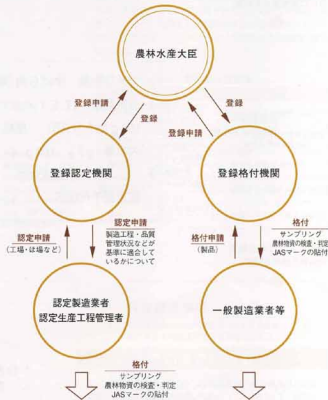 農林水産大臣
登録申請
登録
登録
登録申請
登録認定機関
登録格付機関
認定申請
(工場・ほ場など)
認定申請
製造工程・品質
管理状況などが
基準に適合して
いるかについて
格付申請
(製品)
格付
サンプリング
農林物資の検査・判定
JASマークの貼付
認定製造業者
認定生産工程管理者
一般製造業者等
格付
サンプリング
農林物資の検査・判定
JASマークの貼付